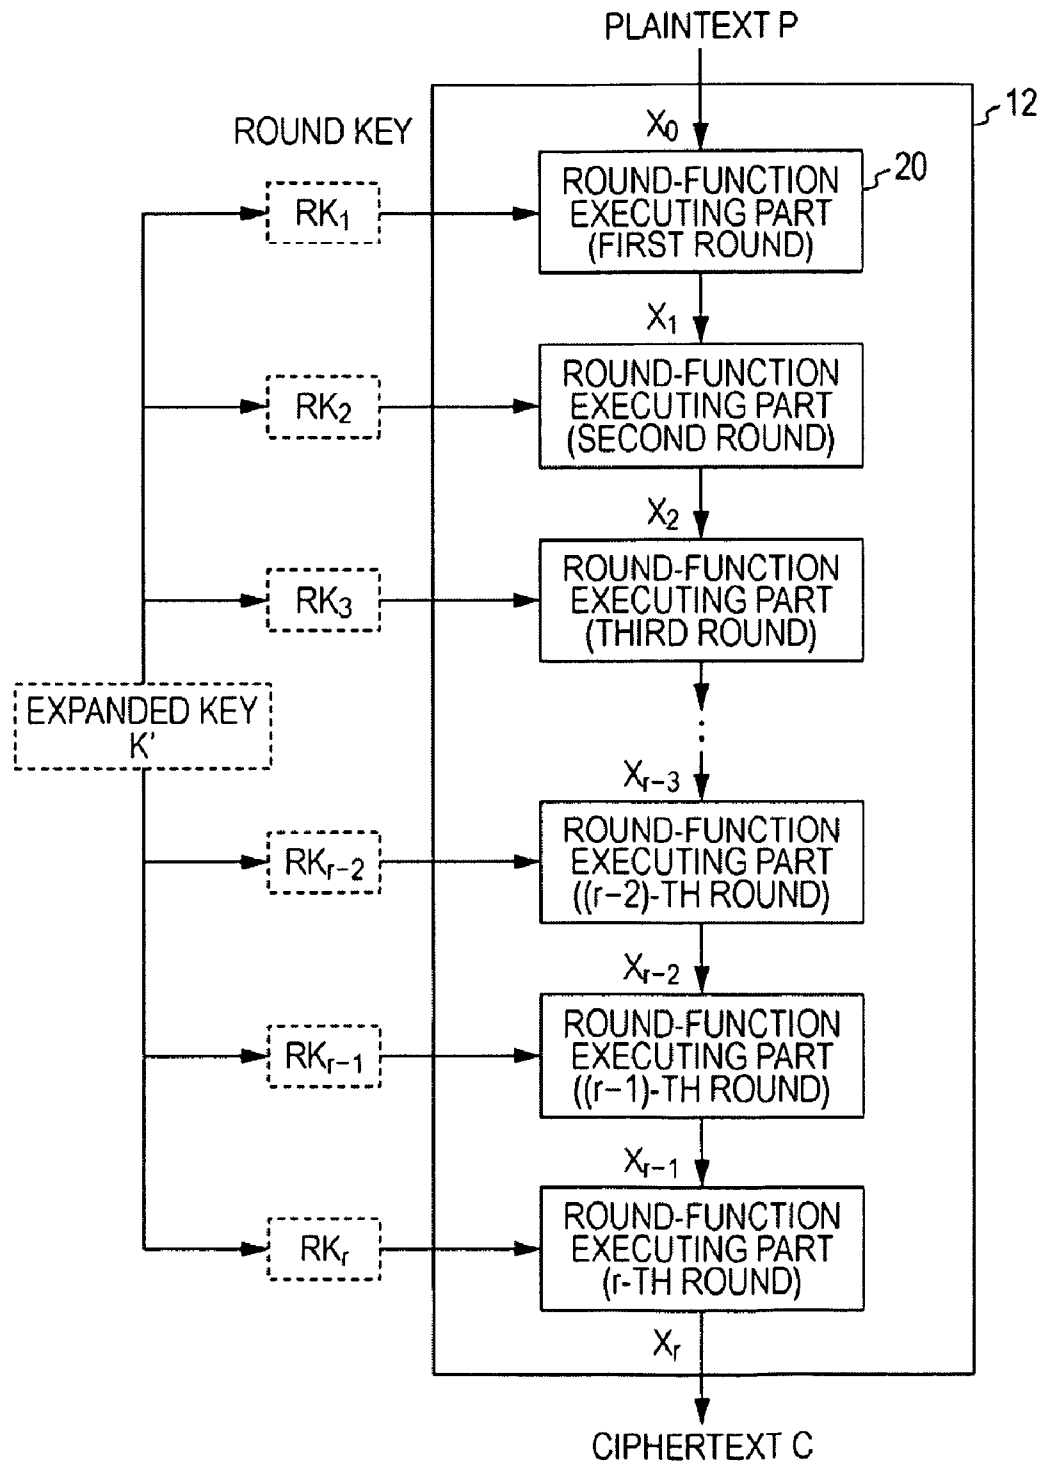 PLAINTEXT P
12
ROUND KEY
X0
20
RK1
ROUND-FUNCTION
EXECUTING PART
(FIRST ROUND)
X1
RK2
ROUND-FUNCTION
EXECUTING PART
(SECOND ROUND)
X2
RK3
ROUND-FUNCTION
EXECUTING PART
(THIRD ROUND)
EXPANDED KEY
K'
Xr-3
RKr-2
ROUND-FUNCTION
EXECUTING PART
((r-2)-TH ROUND)
Xr-2
RKr-1
ROUND-FUNCTION
EXECUTING PART
((r-1)-TH ROUND)
Xr-1
RKr
ROUND-FUNCTION
EXECUTING PART
(r-TH ROUND)
Xr
CIPHERTEXT C